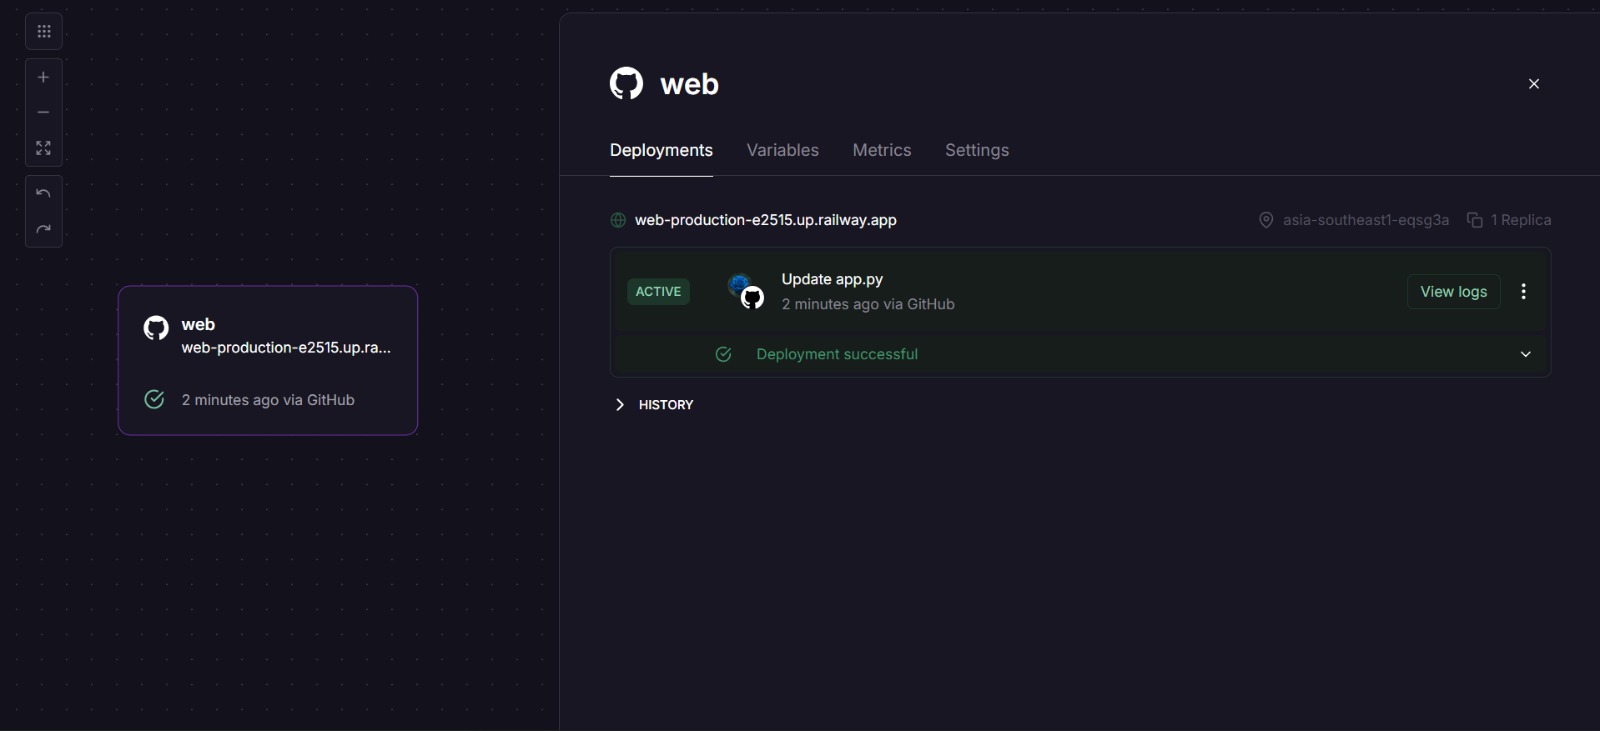 web
web-production-e2515.up.ra...
2 minutes ago via GitHub
web
Deployments Variables Metrics Settings
web-production-e2515.up.railway.app asia-southeast1-eqsg3a 1 Replica
ACTIVE
Update app.py
2 minutes ago via GitHub
View logs
Deployment successful
HISTORY